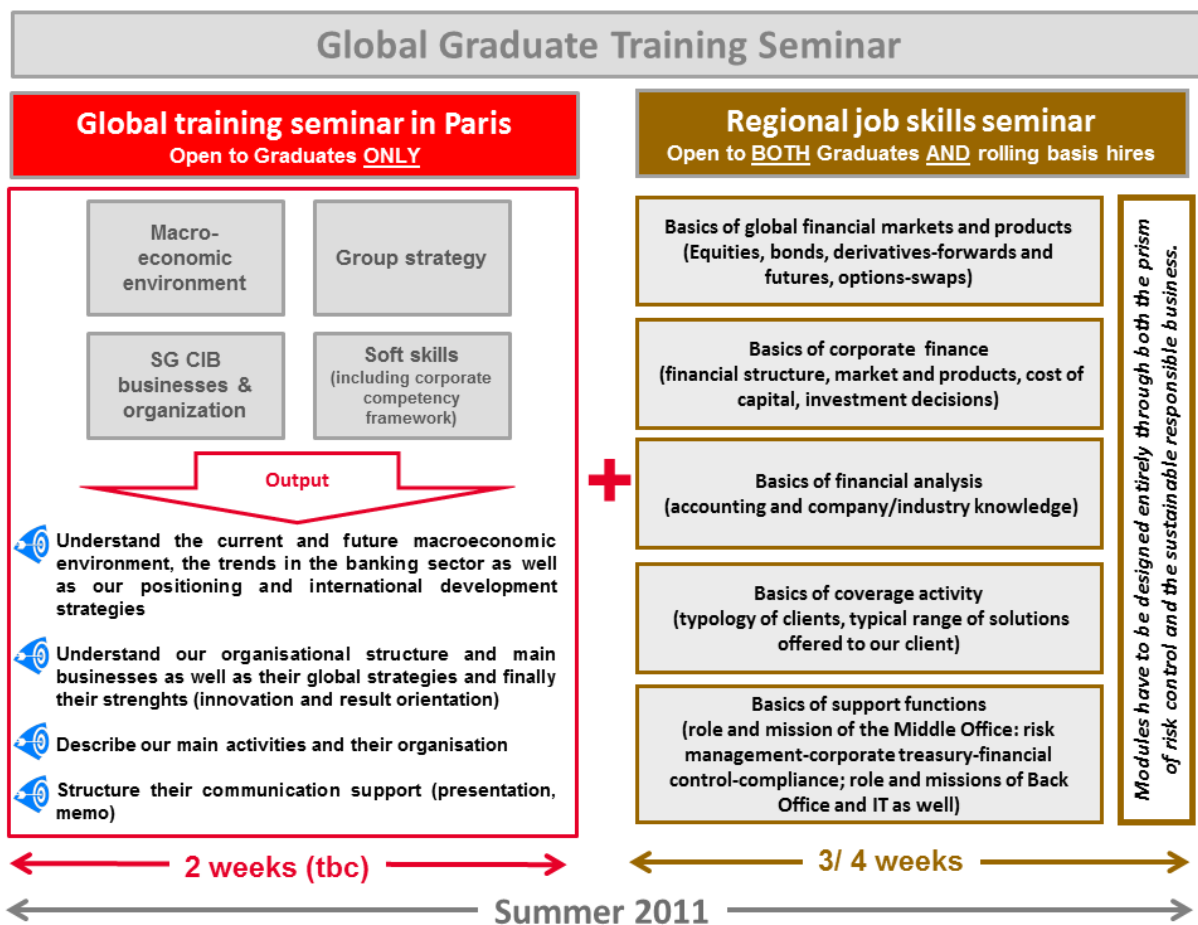 Global Graduate Training Seminar
Global training seminar in Paris
Open to Graduates ONLY
Macro-
economic
environment
Group strategy
SG CIB
businesses &
organization
Soft skills
(including corporate
competency
framework)
Output
Understand the current and future macroeconomic
environment, the trends in the banking sector as well
as our positioning and international development
strategies
Understand our organisational structure and main
businesses as well as their global strategies and finally
their strenghts (innovation and result orientation)
Describe our main activities and their organisation
Structure their communication support (presentation,
memo)
2 weeks (tbc)
+
Regional job skills seminar
Open to BOTH Graduates AND rolling basis hires
Basics of global financial markets and products
(Equities, bonds, derivatives-forwards and
futures, options-swaps)
Basics of corporate finance
(financial structure, market and products, cost of
capital, investment decisions)
Basics of financial analysis
(accounting and company/industry knowledge)
Basics of coverage activity
(typology of clients, typical range of solutions
offered to our client)
Basics of support functions
(role and mission of the Middle Office: risk
management-corporate treasury-financial
control-compliance; role and missions of Back
Office and IT as well)
Modules have to be designed entirely through both the prism
of risk control and the sustainable responsible business.
3/ 4 weeks
Summer 2011